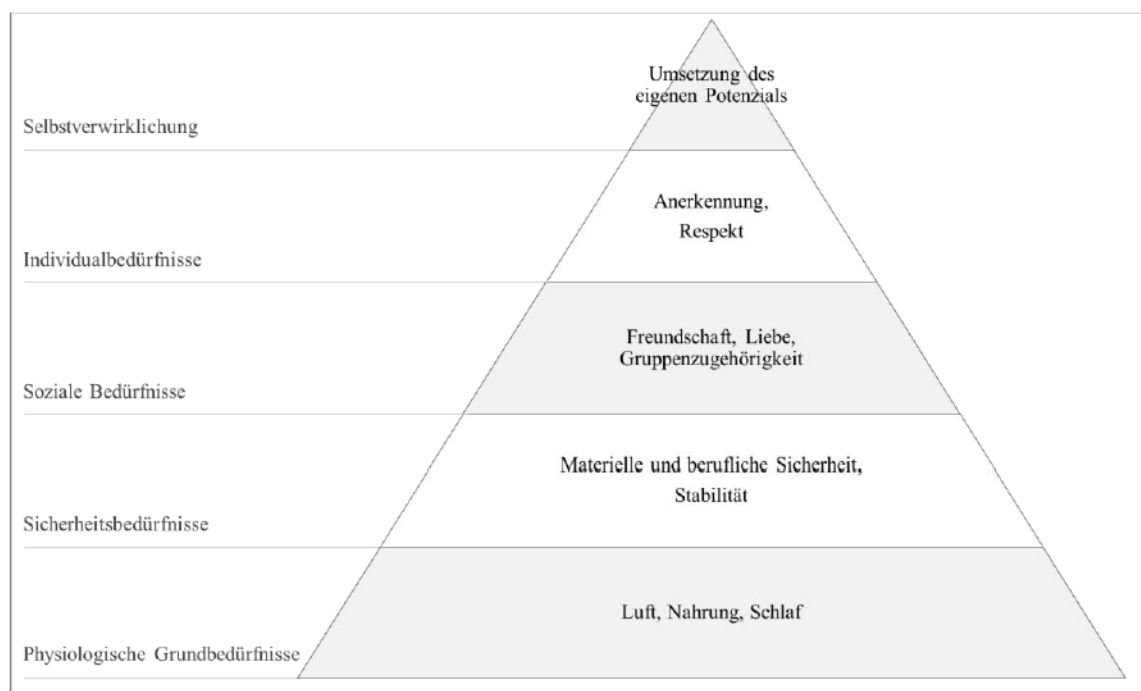 Umsetzung des
eigenen Potenzials
Selbstverwirklichung
Anerkennung,
Respekt
Individualbedürfnisse
Freundschaft, Liebe,
Gruppenzugehörigkeit
Soziale Bedürfnisse
Materielle und berufliche Sicherheit,
Stabilität
Sicherheitsbedürfnisse
Luft, Nahrung, Schlaf
Physiologische Grundbedürfnisse